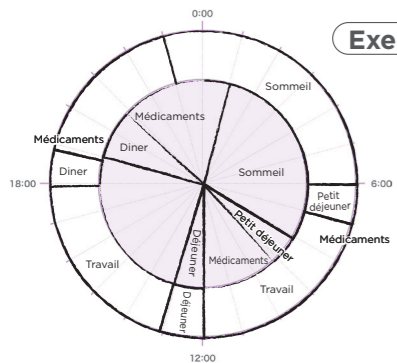 0:00
Exe
Sommeil
Médicaments
Médicaments
Diner
Diner
Sommeil
18:00
6:00
Petit
déjeuner
Petit déjeuner
Médicaments
Déjeuner
Médicaments
Travail
Travail
Déjeuner
12:00